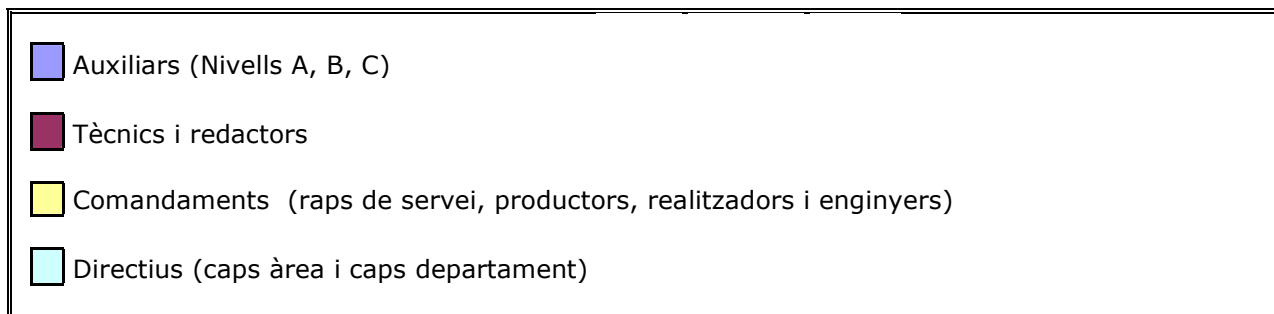 Auxiliars (Nivells A, B, C)
Tècnics i redactors
Comandaments (raps de servei, productors, realitzadors i enginyers)
Directius (caps àrea i caps departament)